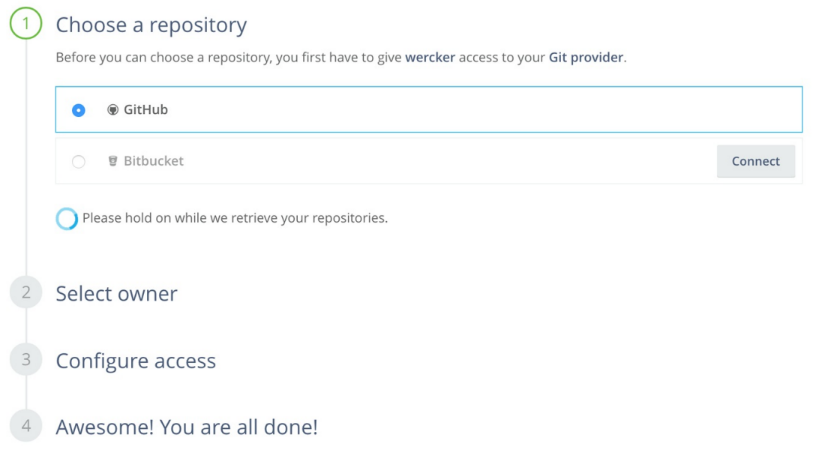 1 Choose a repository
Before you can choose a repository, you first have to give wercker access to your Git provider.
GitHub
Bitbucket Connect
Please hold on while we retrieve your repositories.
2 Select owner
3 Configure access
4 Awesome! You are all done!